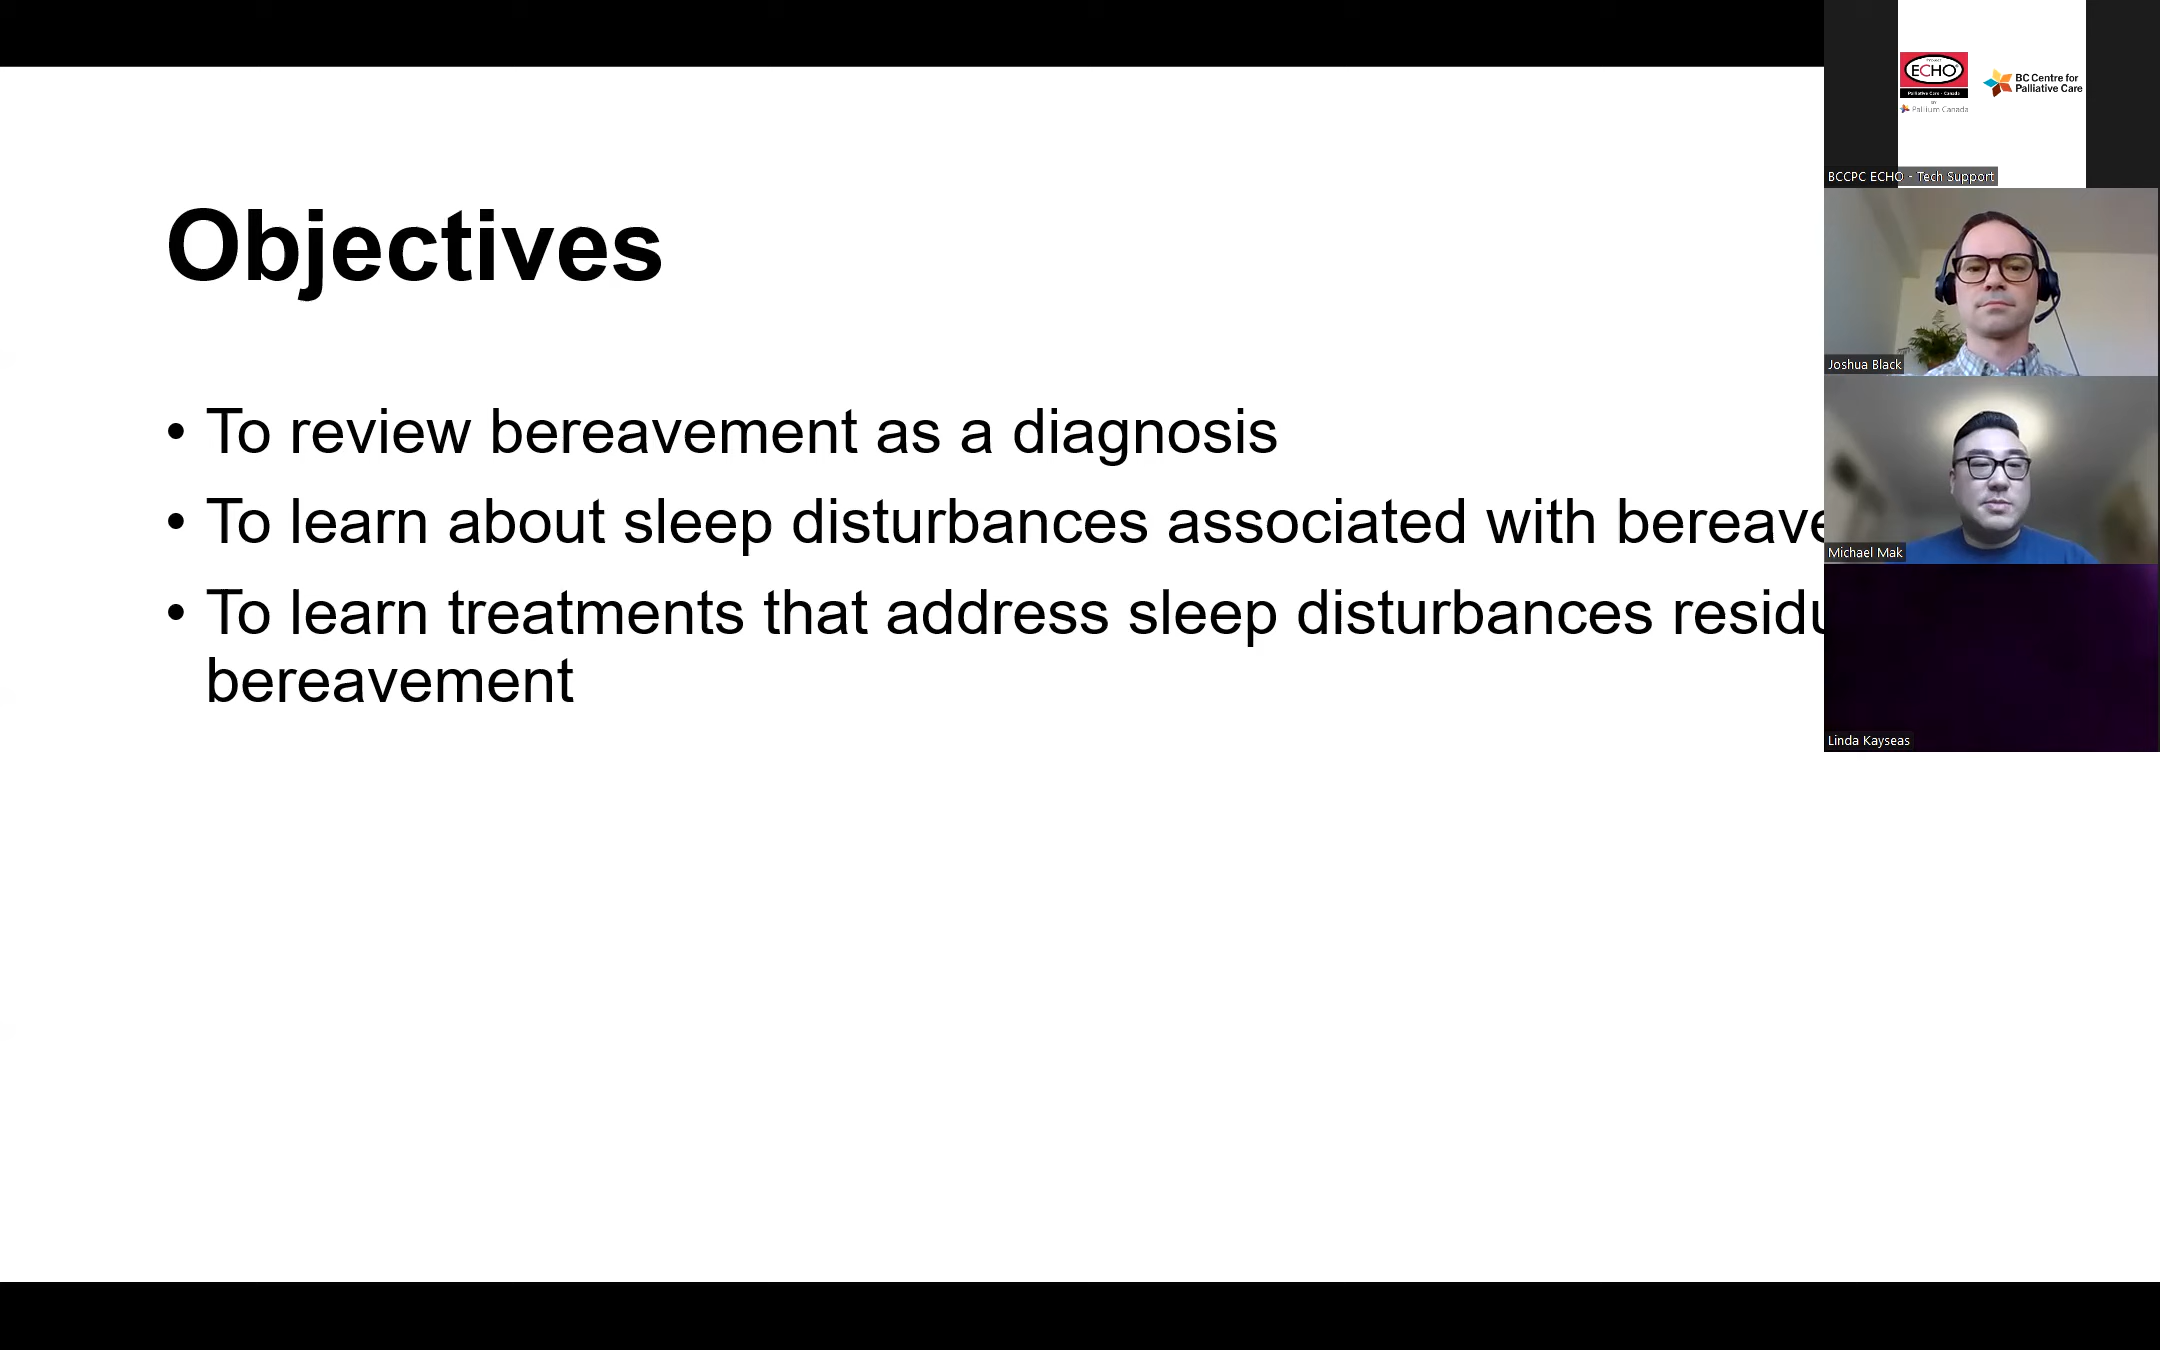 Objectives
• To review bereavement as a diagnosis
• To learn about sleep disturbances associated with bereave
• To learn treatments that address sleep disturbances residu
bereavement
ECHO
Palliative Care - Canada
BY
Pallium Canada
BC Centre for
Palliative Care
BCCPC ECHO - Tech Support
Joshua Black
Michael Mak
Linda Kayseas